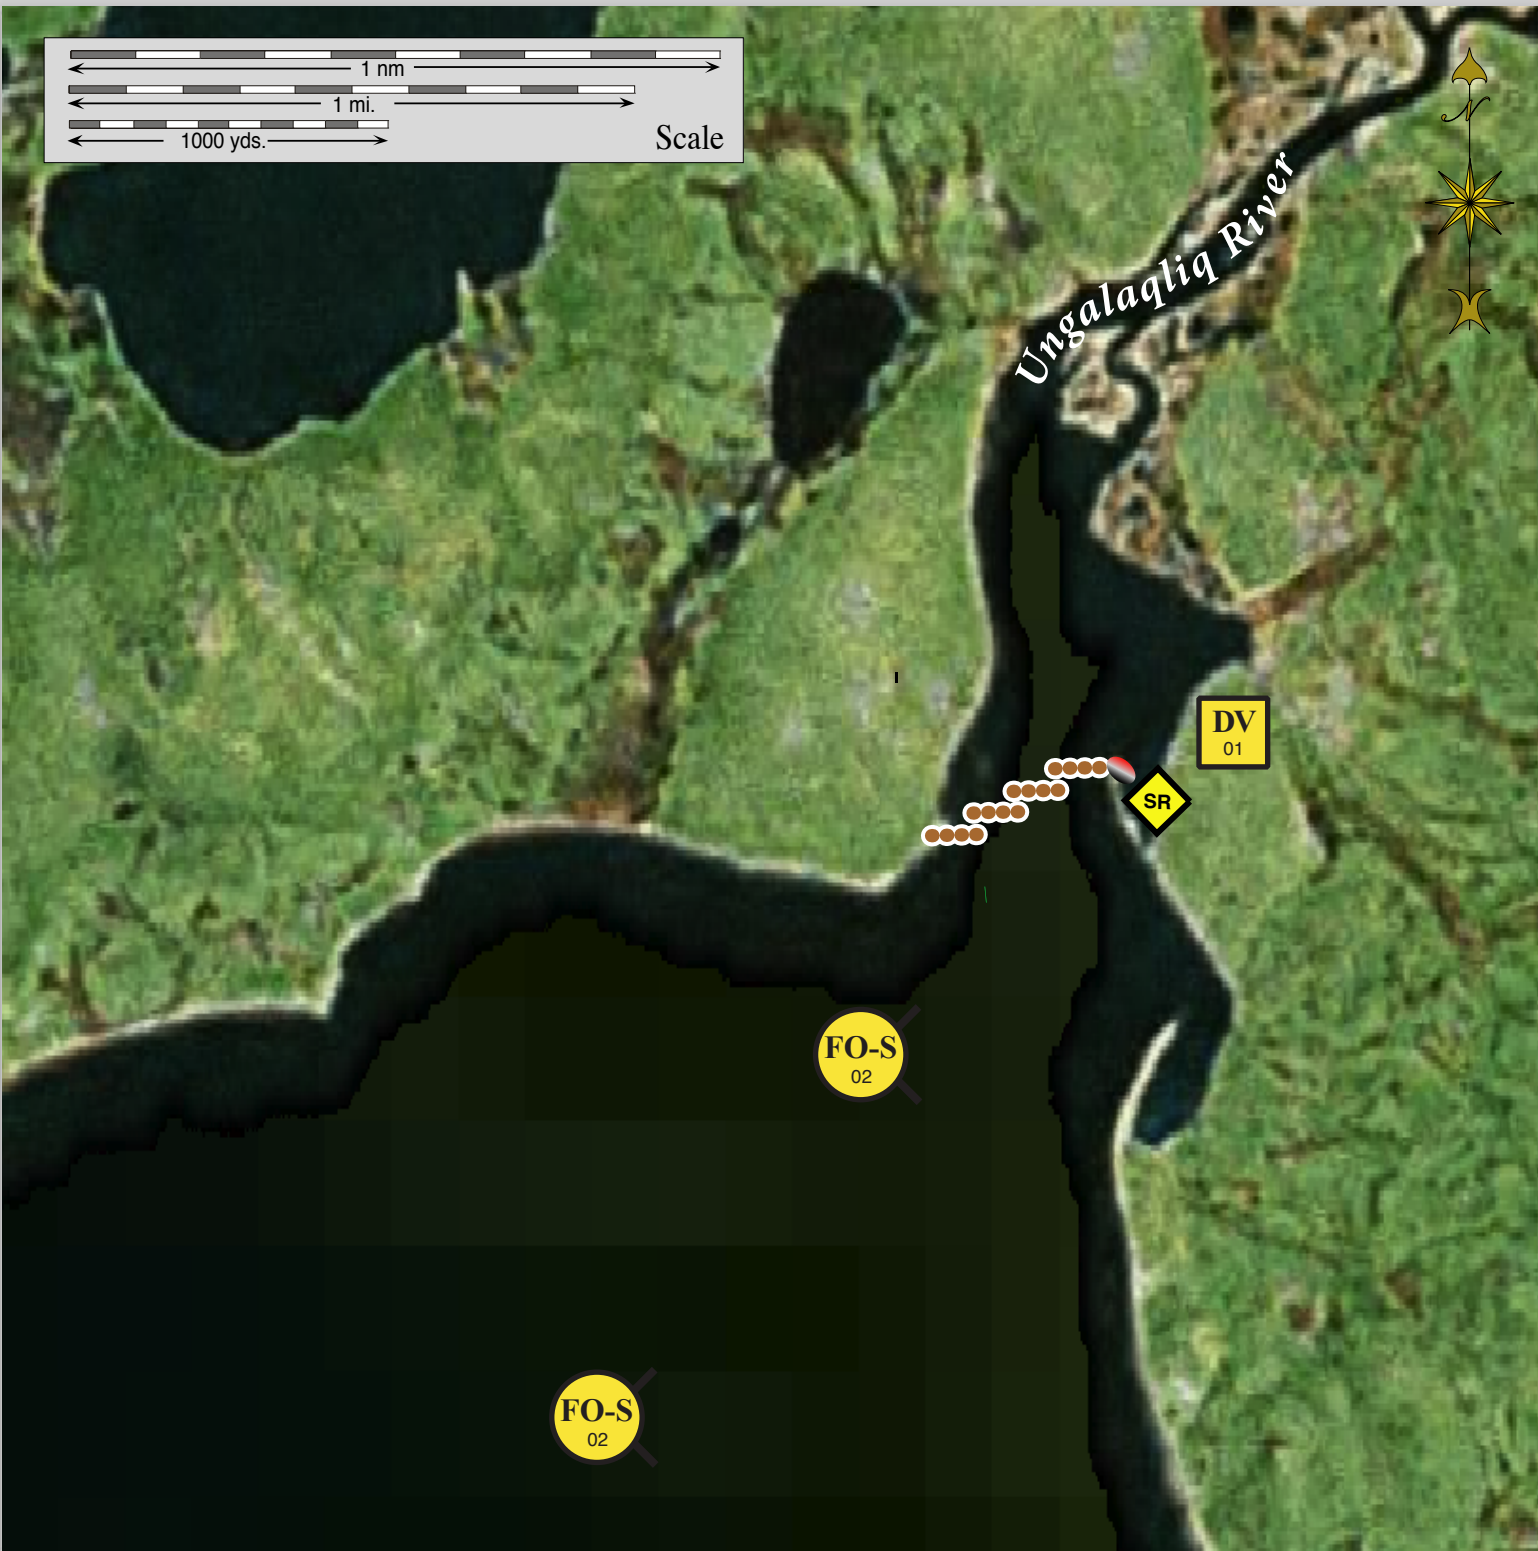 1 nm
1 mi.
1000 yds.
Scale
N
Ungalaqliq River
DV
01
SR
FO-S
02
FO-S
02